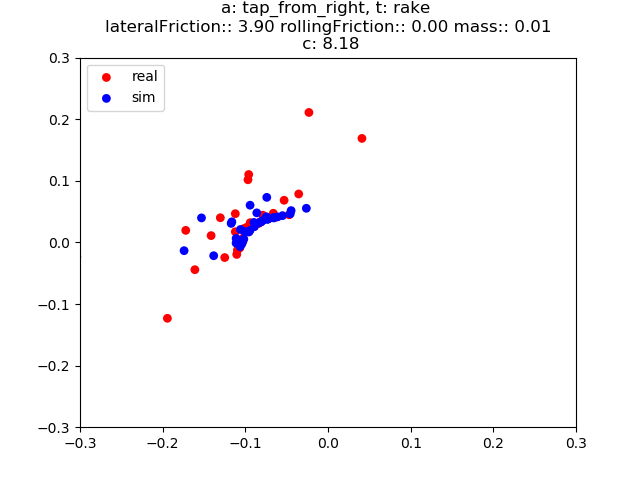 a: tap_from_right, t: rake
lateralFriction:: 3.90 rollingFriction:: 0.00 mass:: 0.01
c: 8.18
real
sim
0.3
0.2
0.1
0.0
−0.1
−0.2
−0.3
−0.3 −0.2 −0.1 0.0 0.1 0.2 0.3